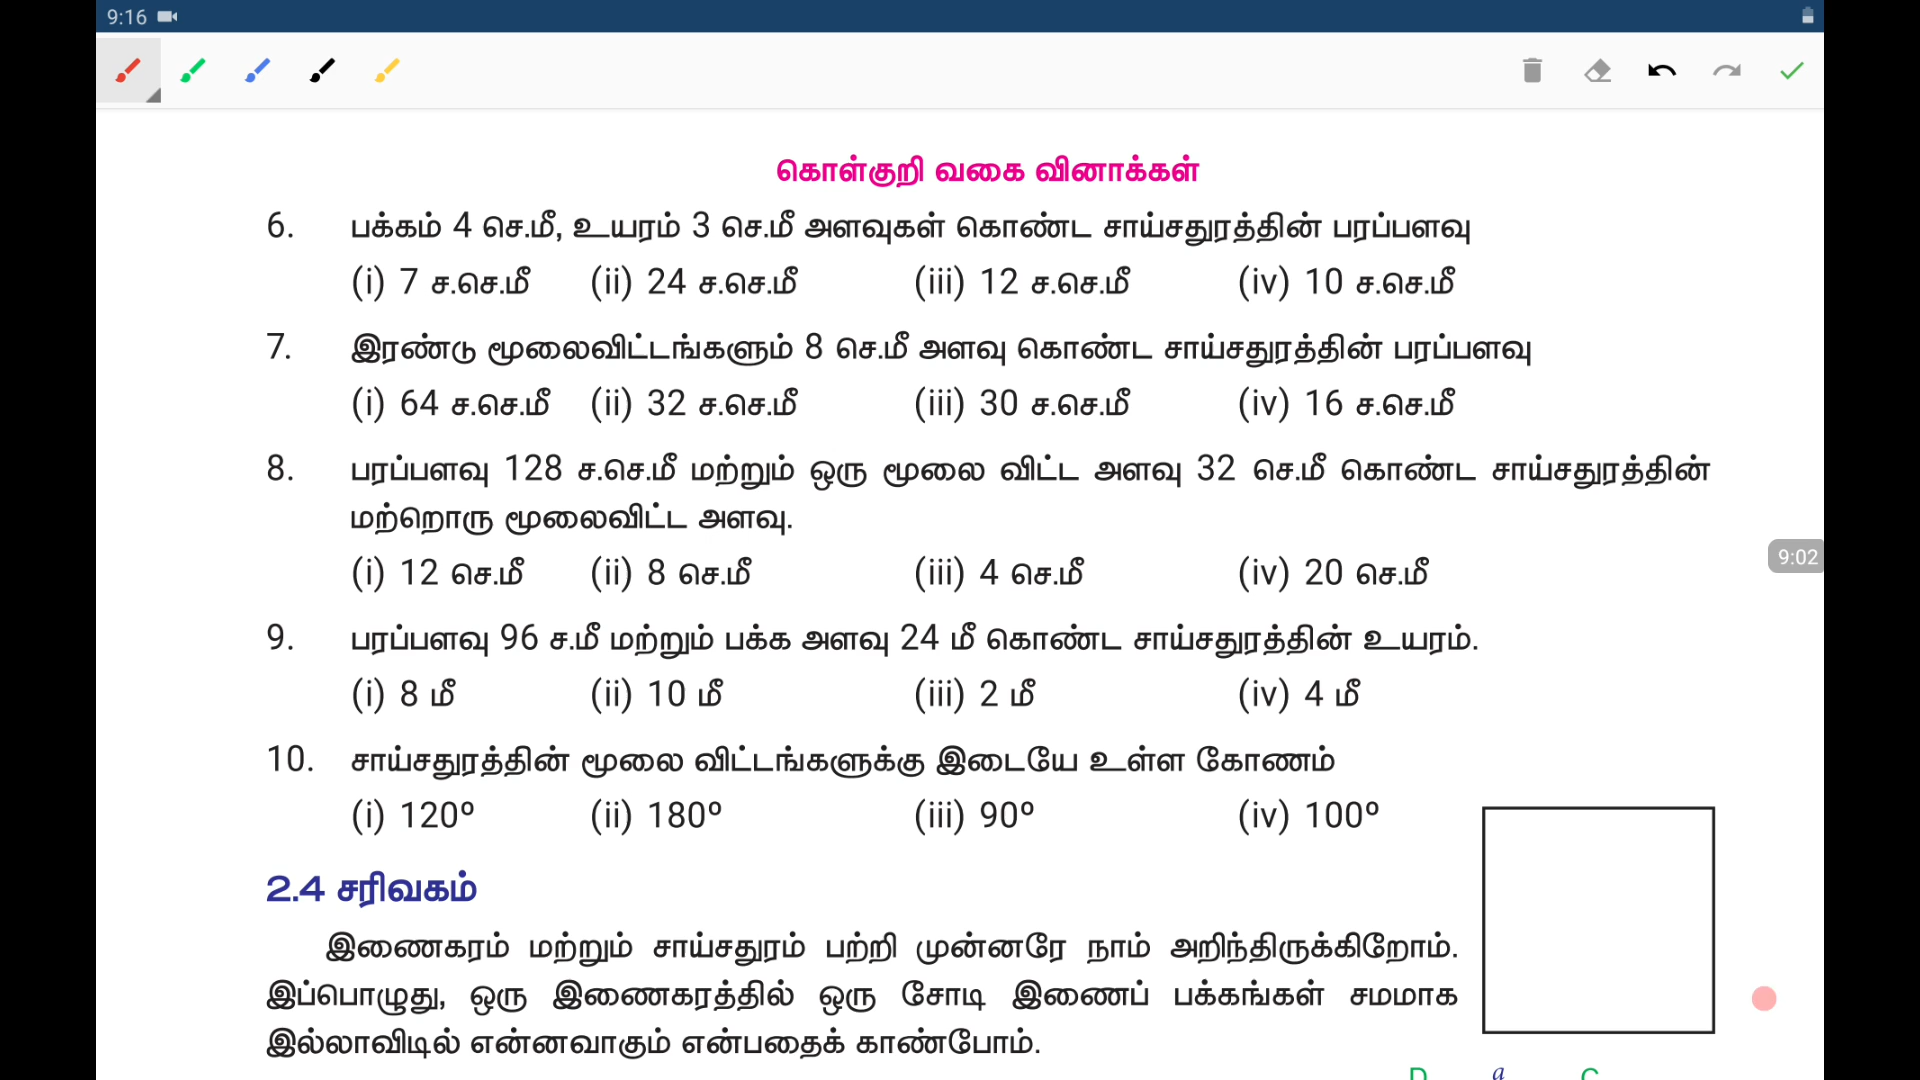 9:16
கொள்குறி வகை வினாக்கள்
6. பக்கம் 4 செ.மீ, உயரம் 3 செ.மீ அளவுகள் கொண்ட சாய்சதுரத்தின் பரப்பளவு
(i) 7 ச.செ.மீ (ii) 24 ச.செ.மீ (iii) 12 ச.செ.மீ (iv) 10 ச.செ.மீ
7. இரண்டு மூலைவிட்டங்களும் 8 செ.மீ அளவு கொண்ட சாய்சதுரத்தின் பரப்பளவு
(i) 64 ச.செ.மீ (ii) 32 ச.செ.மீ (iii) 30 ச.செ.மீ (iv) 16 ச.செ.மீ
8. பரப்பளவு 128 ச.செ.மீ மற்றும் ஒரு மூலை விட்ட அளவு 32 செ.மீ கொண்ட சாய்சதுரத்தின்
மற்றொரு மூலைவிட்ட அளவு.
(i) 12 செ.மீ (ii) 8 செ.மீ (iii) 4 செ.மீ (iv) 20 செ.மீ
9:02
9. பரப்பளவு 96 ச.மீ மற்றும் பக்க அளவு 24 மீ கொண்ட சாய்சதுரத்தின் உயரம்.
(i) 8 மீ (ii) 10 மீ (iii) 2 மீ (iv) 4 மீ
10. சாய்சதுரத்தின் மூலை விட்டங்களுக்கு இடையே உள்ள கோணம்
(i) 120º (ii) 180º (iii) 90º (iv) 100º
2.4 சரிவகம்
இணைகரம் மற்றும் சாய்சதுரம் பற்றி முன்னரே நாம் அறிந்திருக்கிறோம்.
இப்பொழுது, ஒரு இணைகரத்தில் ஒரு சோடி இணைப் பக்கங்கள் சமமாக
இல்லாவிடில் என்னவாகும் என்பதைக் காண்போம்.
D a C